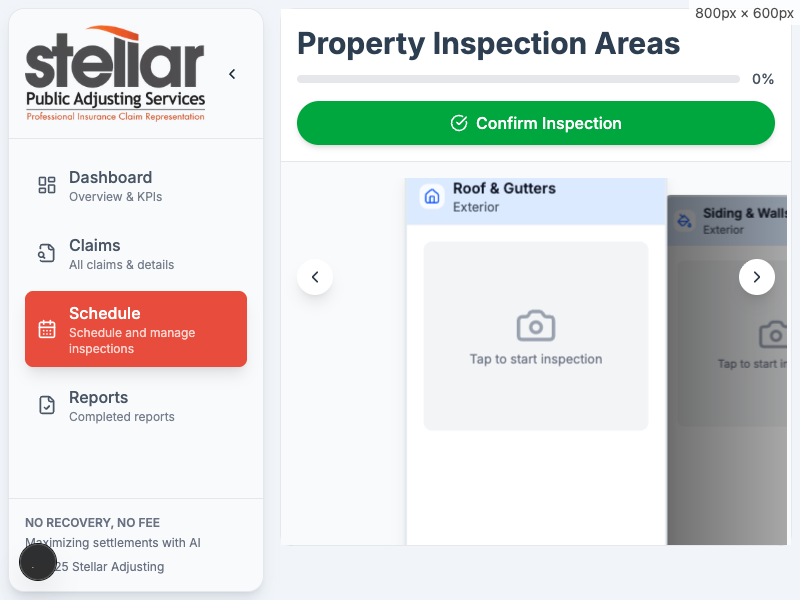 800px × 600px
stellar
Public Adjusting Services
Professional Insurance Claim Representation
Property Inspection Areas
0%
Confirm Inspection
Dashboard
Overview & KPIs
Claims
All claims & details
Schedule
Schedule and manage
inspections
Reports
Completed reports
Roof & Gutters
Exterior
Tap to start inspection
Siding & Walls
Exterior
Tap to start
NO RECOVERY, NO FEE
Maximizing settlements with AI
25 Stellar Adjusting